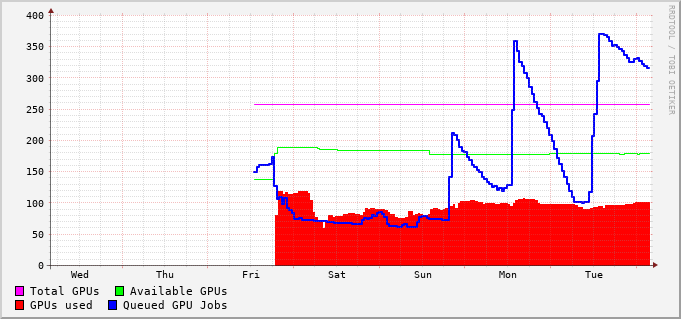 400
350
300
250
200
150
100
50
0
Wed Thu Fri Sat Sun Mon Tue
Total GPUs Available GPUs
GPUs used Queued GPU Jobs
RRDTOOL / TOBI OETIKER